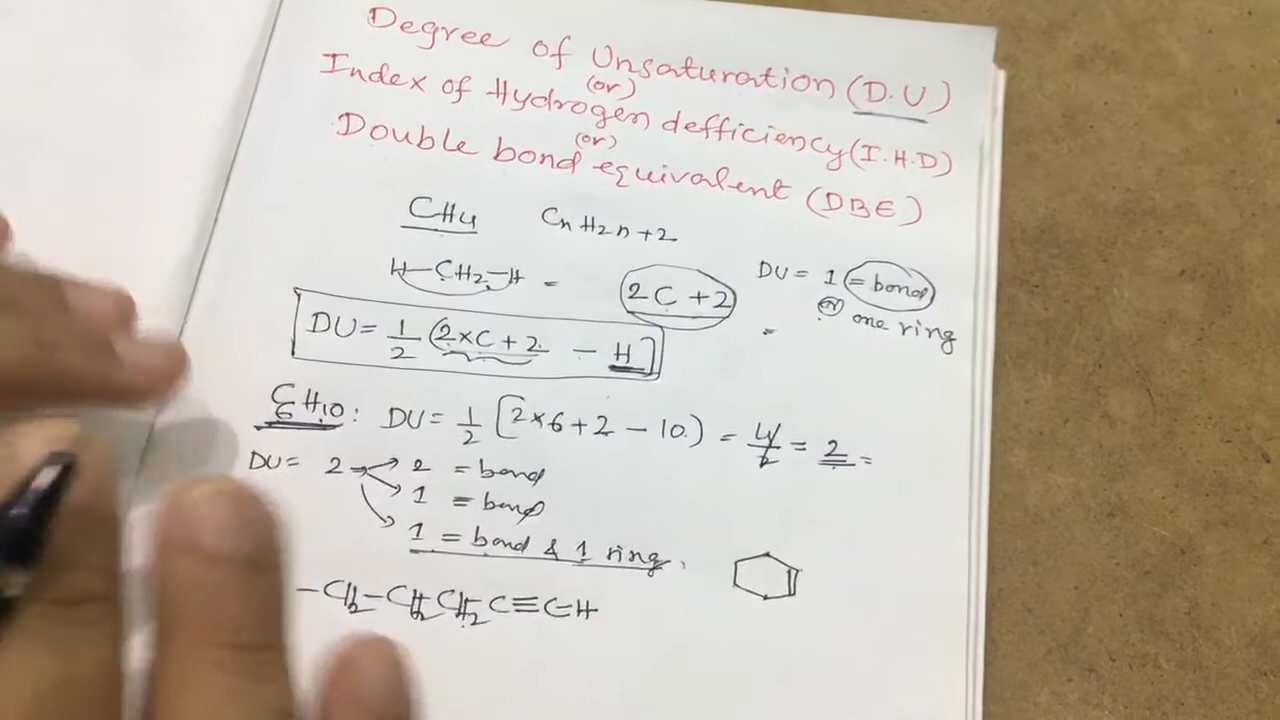 Degree of Unsaturation (D.U)
(or)
Index of Hydrogen defficiency (I.H.D)
(or)
Double bond equivalent (DBE)
CH4 CnH2n+2
H-CH2-H = 2C+2
DU = 1 = bond
(or) one ring
=
DU = 1/2 (2×C+2 - H]
C6H10: DU = 1/2 [2×6+2-10.) = 4/2 = 2 =
DU = 2 → 2 = bond
→ 1 ≡ bond
→ 1 = bond & 1 ring.
-CH2-CH2CH2C≡CH